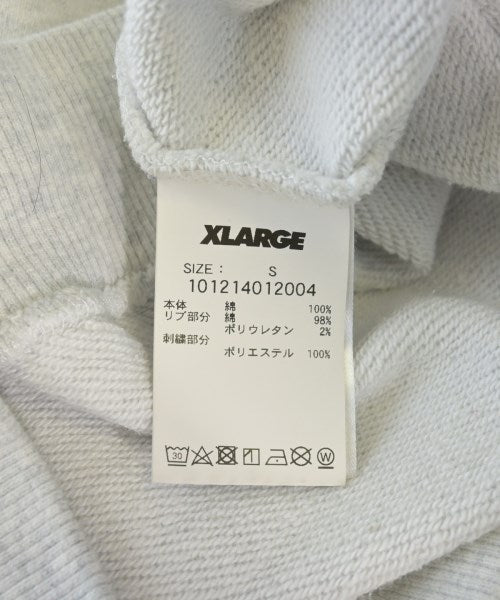 XLARGE
SIZE : S
101214012004
本体 綿 100%
リブ部分 綿 98%
ポリウレタン 2%
刺繍部分
ポリエステル 100%
30 W